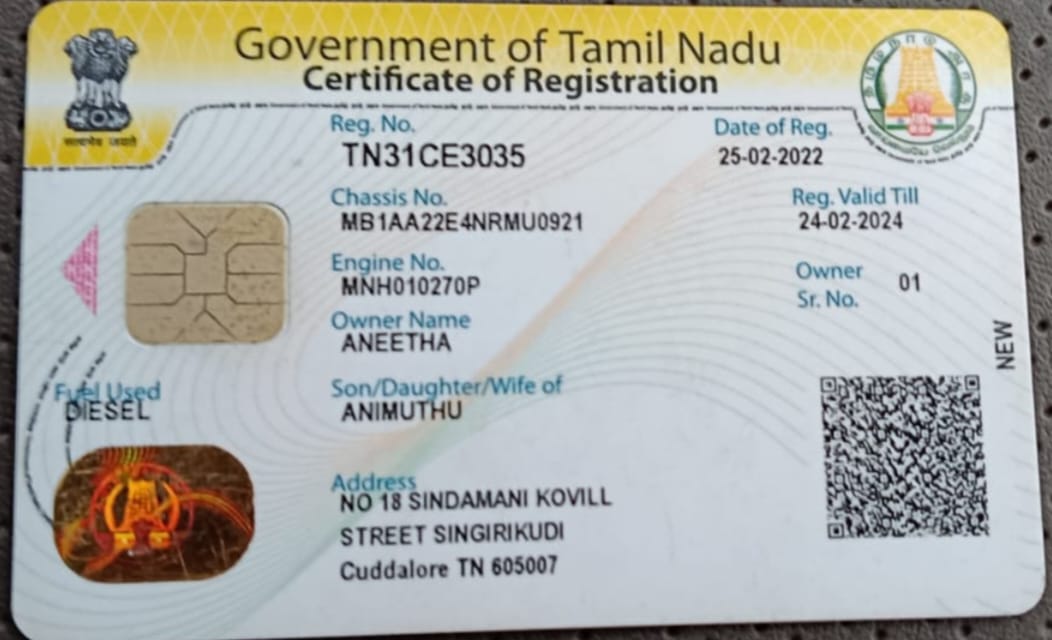 Government of Tamil Nadu
Certificate of Registration
सत्यमेव जयते
Reg. No.
TN31CE3035
Date of Reg.
25-02-2022
Chassis No.
MB1AA22E4NRMU0921
Reg. Valid Till
24-02-2024
Engine No.
MNH010270P
Owner
Sr. No.
01
Owner Name
ANEETHA
NEW
Fuel Used
DIESEL
Son/Daughter/Wife of
ANIMUTHU
Address
NO 18 SINDAMANI KOVILL
STREET SINGIRIKUDI
Cuddalore TN 605007